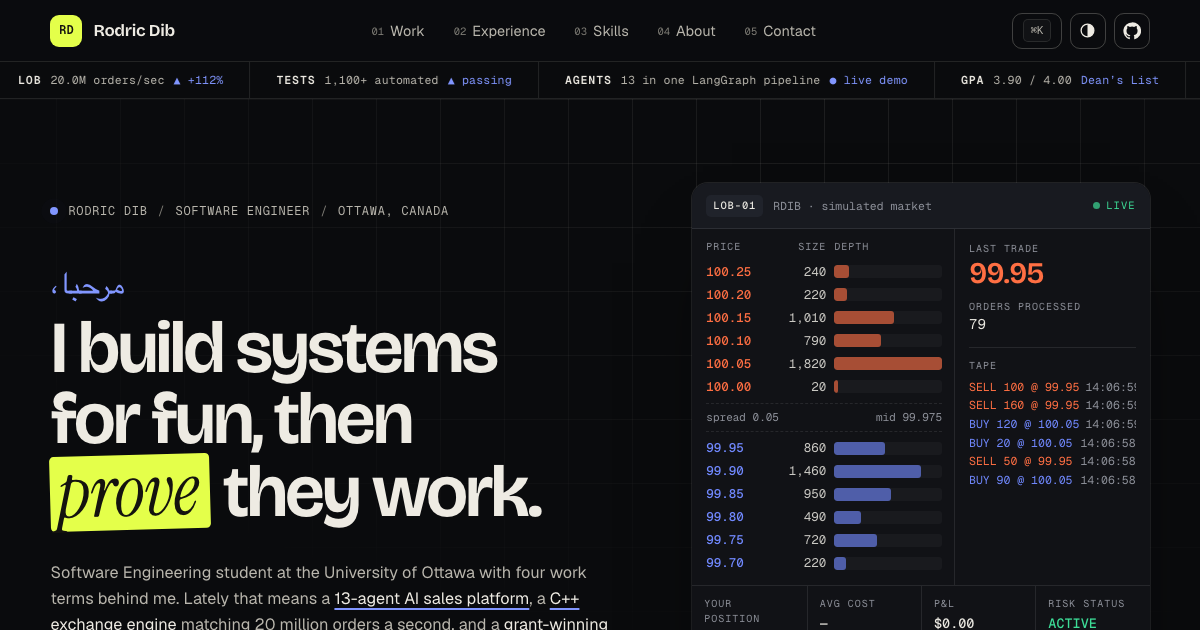 RD Rodric Dib 01 Work 02 Experience 03 Skills 04 About 05 Contact ⌘K
LOB 20.0M orders/sec ▲ +112% TESTS 1,100+ automated ▲ passing AGENTS 13 in one LangGraph pipeline ● live demo GPA 3.90 / 4.00 Dean's List
RODRIC DIB / SOFTWARE ENGINEER / OTTAWA, CANADA
مرحبا،
I build systems
for fun, then
prove they work.
Software Engineering student at the University of Ottawa with four work
terms behind me. Lately that means a 13-agent AI sales platform, a C++
exchange engine matching 20 million orders a second, and a grant-winning
LOB-01 RDIB · simulated market ● LIVE
PRICE SIZE DEPTH
100.25 240
100.20 220
100.15 1,010
100.10 790
100.05 1,820
100.00 20
spread 0.05 mid 99.975
99.95 860
99.90 1,460
99.85 950
99.80 490
99.75 720
99.70 220
LAST TRADE
99.95
ORDERS PROCESSED
79
TAPE
SELL 100 @ 99.95 14:06:59
SELL 160 @ 99.95 14:06:59
BUY 120 @ 100.05 14:06:59
BUY 20 @ 100.05 14:06:58
SELL 50 @ 99.95 14:06:58
BUY 90 @ 100.05 14:06:58
YOUR POSITION
AVG COST
—
P&L
$0.00
RISK STATUS
ACTIVE